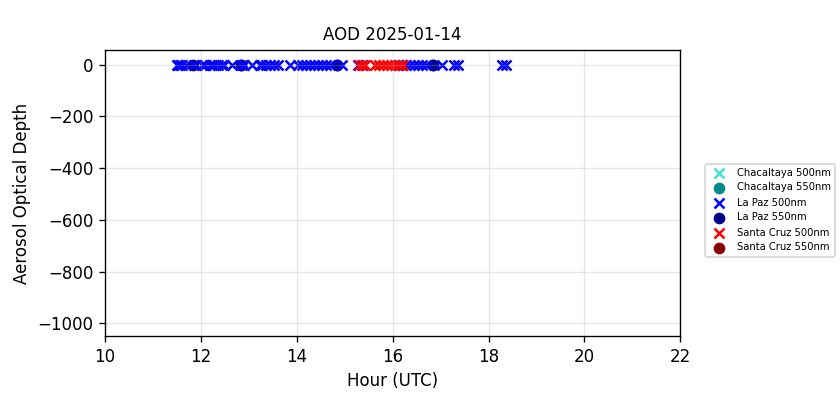 AOD 2025-01-14
Aerosol Optical Depth
0
−200
−400
−600
−800
−1000
10 12 14 16 18 20 22
Hour (UTC)
Chacaltaya 500nm
Chacaltaya 550nm
La Paz 500nm
La Paz 550nm
Santa Cruz 500nm
Santa Cruz 550nm